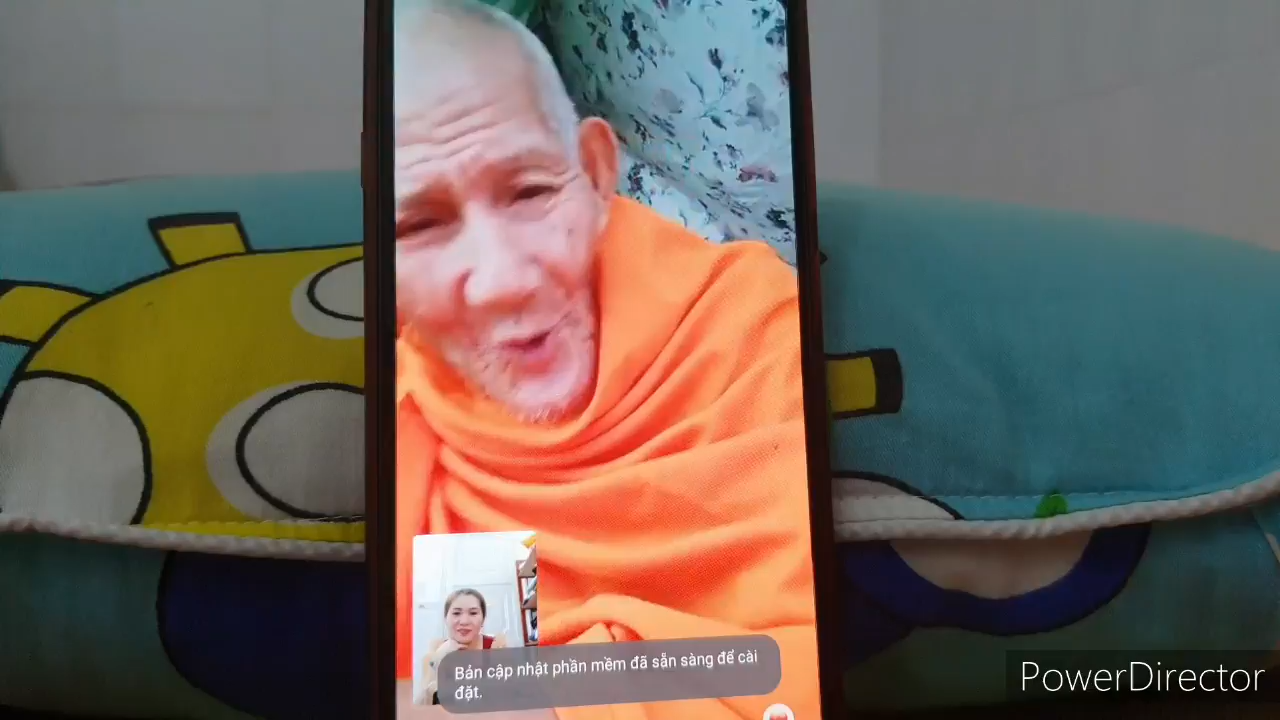 Bản cập nhật phần mềm đã sẵn sàng để cài
đặt.
PowerDirector